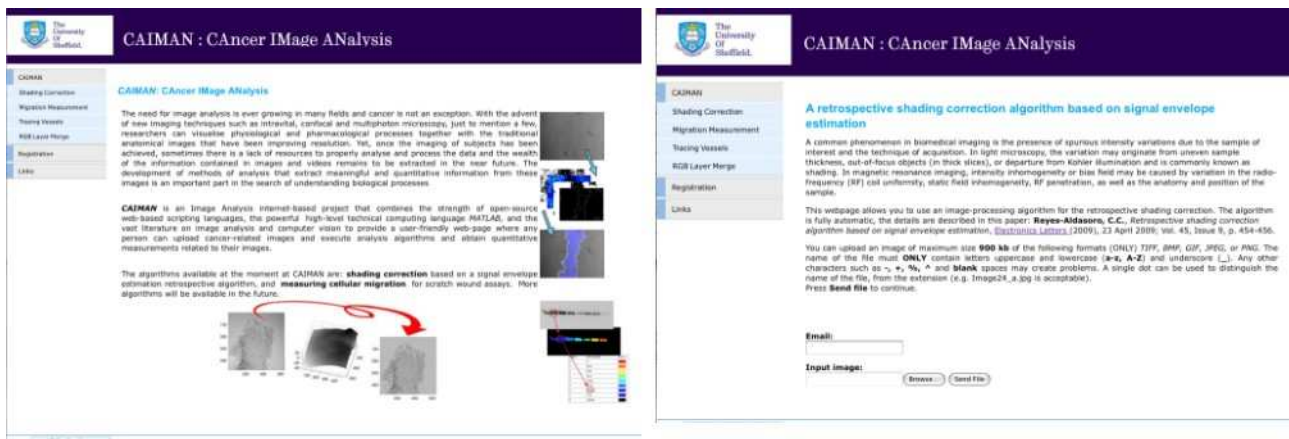 The
University
Of
Sheffield.
CAIMAN : CAncer IMage ANalysis
CAIMAN
Shading Correction
Migration Measurement
Tracing Vessels
RGB Layer Merge
Registration
Links
CAIMAN: CAncer IMage ANalysis
The need for image analysis is ever growing in many fields and cancer is not an exception. With the advent
of new imaging techniques such as intravital, confocal and multiphoton microscopy, just to mention a few,
researchers can visualise physiological and pharmacological processes together with the traditional
anatomical images that have been improving resolution. Yet, once the imaging of subjects has been
achieved, sometimes there is a lack of resources to properly analyse and process the data and the wealth
of the information contained in images and videos remains to be extracted in the near future. The
development of methods of analysis that extract meaningful and quantitative information from these
images is an important part in the search of understanding biological processes
CAIMAN is an Image Analysis internet-based project that combines the strength of open-source
web-based scripting languages, the powerful high-level technical computing language MATLAB, and the
vast literature on image analysis and computer vision to provide a user-friendly web-page where any
person can upload cancer-related images and execute analysis algorithms and obtain quantitative
measurements related to their images.
The algorithms available at the moment at CAIMAN are: shading correction based on a signal envelope
estimation retrospective algorithm, and measuring cellular migration for scratch wound assays. More
algorithms will be available in the future.
The
University
Of
Sheffield.
CAIMAN : CAncer IMage ANalysis
CAIMAN
Shading Correction
Migration Measurement
Tracing Vessels
RGB Layer Merge
Registration
Links
A retrospective shading correction algorithm based on signal envelope
estimation
A common phenomenon in biomedical imaging is the presence of spurious intensity variations due to the sample of
interest and the technique of acquisition. In light microscopy, the variation may originate from uneven sample
thickness, out-of-focus objects (in thick slices), or departure from Kohler illumination and is commonly known as
shading. In magnetic resonance imaging, intensity inhomogeneity or bias field may be caused by variation in the radio-
frequency (RF) coil uniformity, static field inhomogeneity, RF penetration, as well as the anatomy and position of the
sample.
This webpage allows you to use an image-processing algorithm for the retrospective shading correction. The algorithm
is fully automatic, the details are described in this paper: Reyes-Aldasoro, C.C., Retrospective shading correction
algorithm based on signal envelope estimation, Electronics Letters (2009), 23 April 2009; Vol. 45, Issue 9, p. 454-456.
You can upload an image of maximum size 900 kb of the following formats (ONLY) TIFF, BMP, GIF, JPEG, or PNG. The
name of the file must ONLY contain letters uppercase and lowercase (a-z, A-Z) and underscore (_). Any other
characters such as -, +, %, ^ and blank spaces may create problems. A single dot can be used to distinguish the
name of the file, from the extension (e.g. Image24_a.jpg is acceptable).
Press Send file to continue.
Email:
Input image:
Browse... Send File